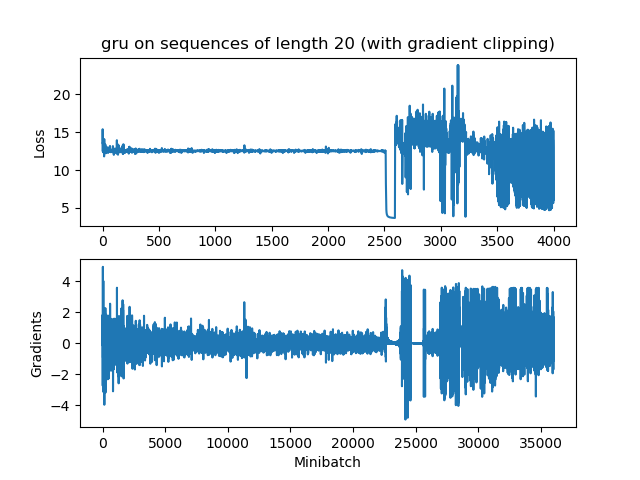 gru on sequences of length 20 (with gradient clipping)
Loss
20
15
10
5
0 500 1000 1500 2000 2500 3000 3500 4000
Gradients
4
2
0
−2
−4
0 5000 10000 15000 20000 25000 30000 35000
Minibatch